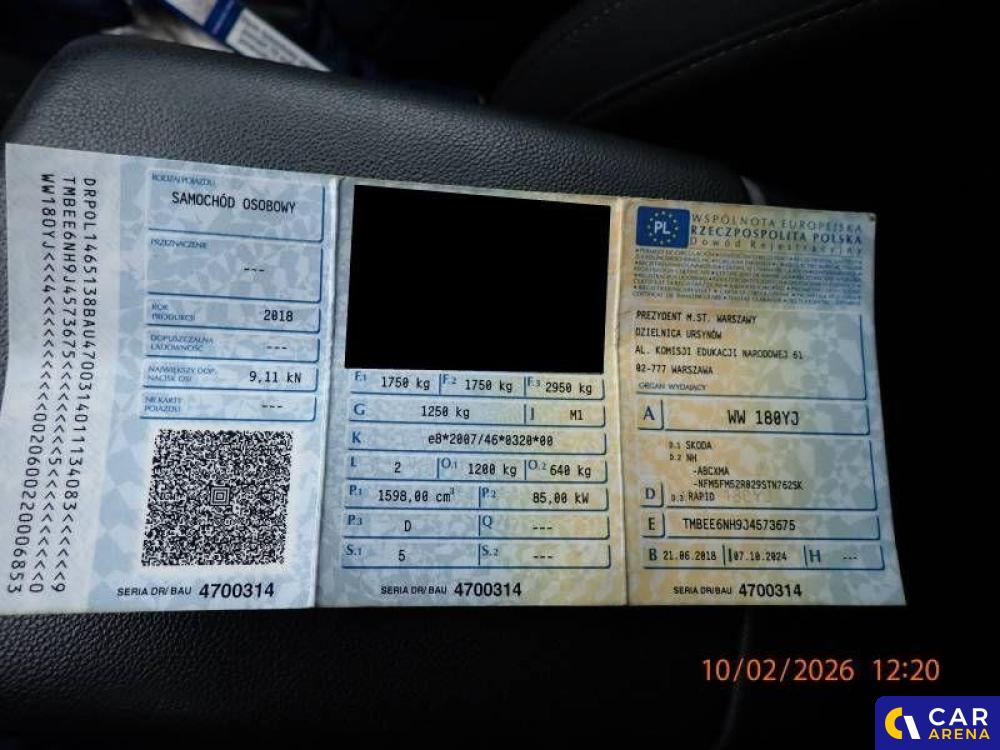 DRPOL1465138BAU470031401113408 3<<<<<<9
TMBEE6NH9J4573675<<<<<<<5<<<<<<<<<<<<0
WW180YJ<<4<<<<<<<<<<<<0020600220006853
RODZAJ POJAZDU
SAMOCHÓD OSOBOWY
PRZEZNACZENIE
---
ROK PRODUKCJI 2018
DOPUSZCZALNA ŁADOWNOŚĆ ---
NAJWIĘKSZY DOP. NACISK OSI 9,11 kN
NR KARTY POJAZDU ---
SERIA DR/BAU 4700314
F.1 1750 kg F.2 1750 kg F.3 2950 kg
G 1250 kg J M1
K e8*2007/46*0320*00
L 2 O.1 1200 kg O.2 640 kg
P.1 1598,00 cm³ P.2 85,00 kW
P.3 D Q ---
S.1 5 S.2 ---
SERIA DR/BAU 4700314
PL
WSPÓLNOTA EUROPEJSKA
RZECZPOSPOLITA POLSKA
Dowód Rejestracyjny
PREZYDENT M.ST. WARSZAWY
DZIELNICA URSYNÓW
AL. KOMISJI EDUKACJI NARODOWEJ 61
02-777 WARSZAWA
ORGAN WYDAJĄCY
A WW 180YJ
D.1 SKODA
D.2 NH
-ABCXMA
-NFM5FM52R029STN762SK
D D.3 RAPID
E TMBEE6NH9J4573675
B 21.06.2018 I 07.10.2024 H ---
SERIA DR/BAU 4700314
10/02/2026 12:20
CAR
ARENA